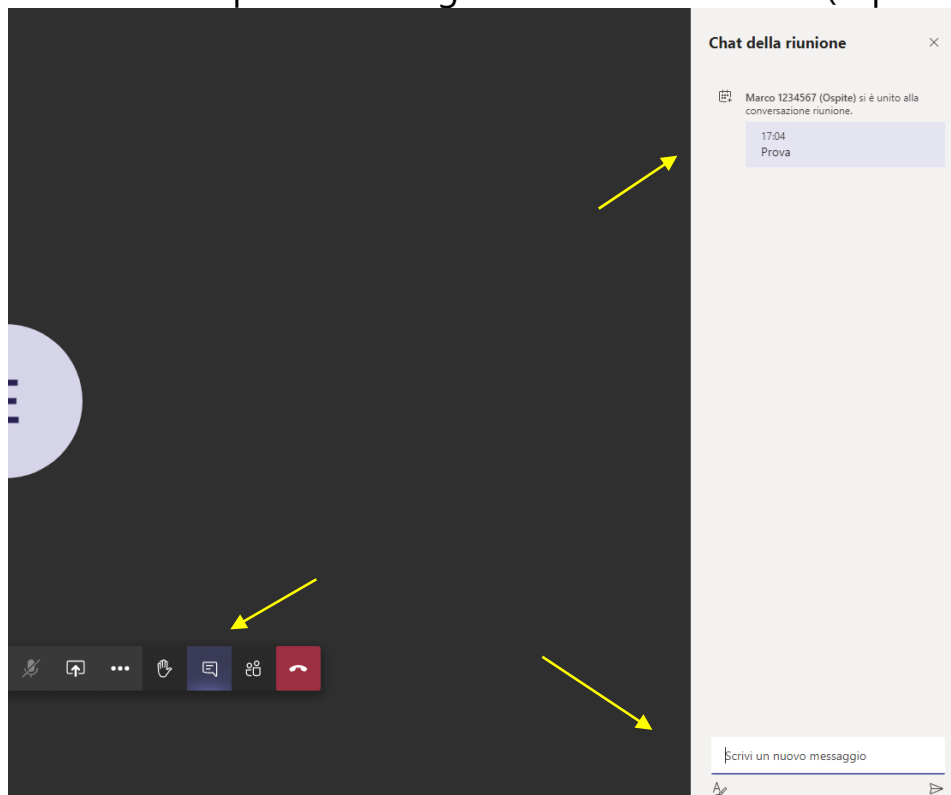 Chat della riunione
Marco 1234567 (Ospite) si è unito alla
conversazione riunione.
17:04
Prova
E
Scrivi un nuovo messaggio